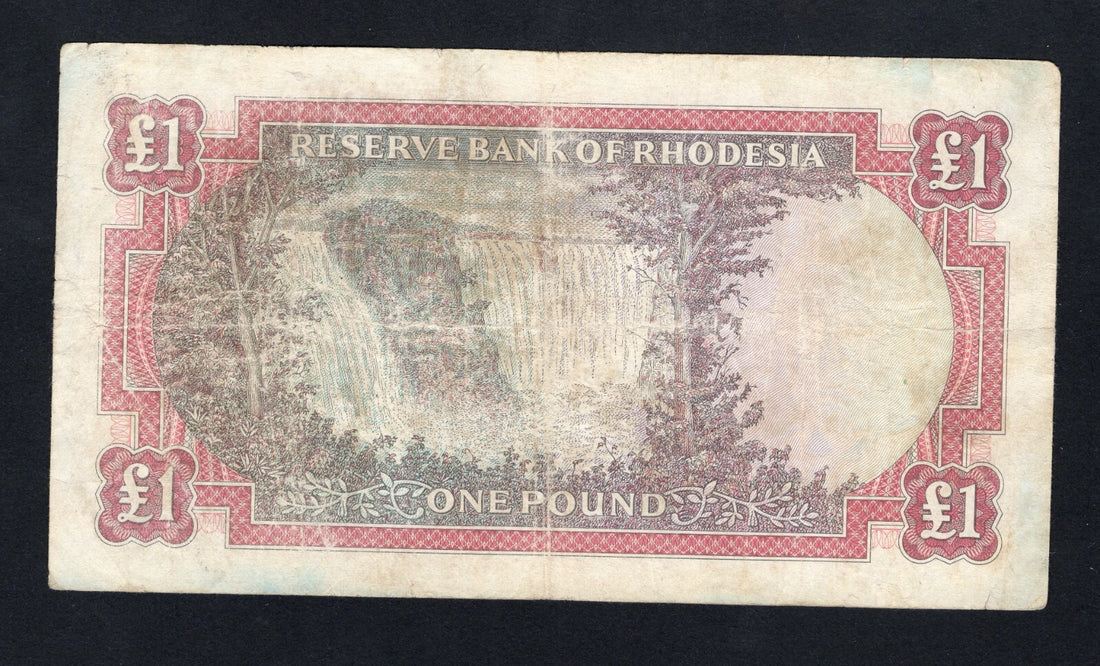 £1 £1
RESERVE BANK OF RHODESIA
£1 £1
ONE POUND